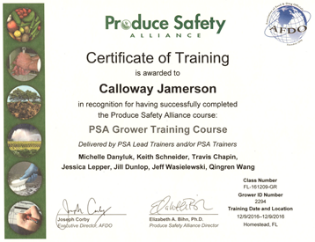 Produce Safety
ALLIANCE
AFDO
Certificate of Training
is awarded to
Calloway Jamerson
in recognition for having successfully completed
the Produce Safety Alliance course:
PSA Grower Training Course
Delivered by PSA Lead Trainers and/or PSA Trainers
Michelle Danyluk, Keith Schneider, Travis Chapin,
Jessica Lepper, Jill Dunlop, Jeff Wasielewski, Qingren Wang
Class Number
FL-161209-GR
Grower ID Number
2294
Training Date and Location
12/9/2016- 12/9/2016
Homestead, FL
Joseph Corby
Executive Director, AFDO
Elizabeth A. Bihn, Ph.D.
Produce Safety Alliance Director